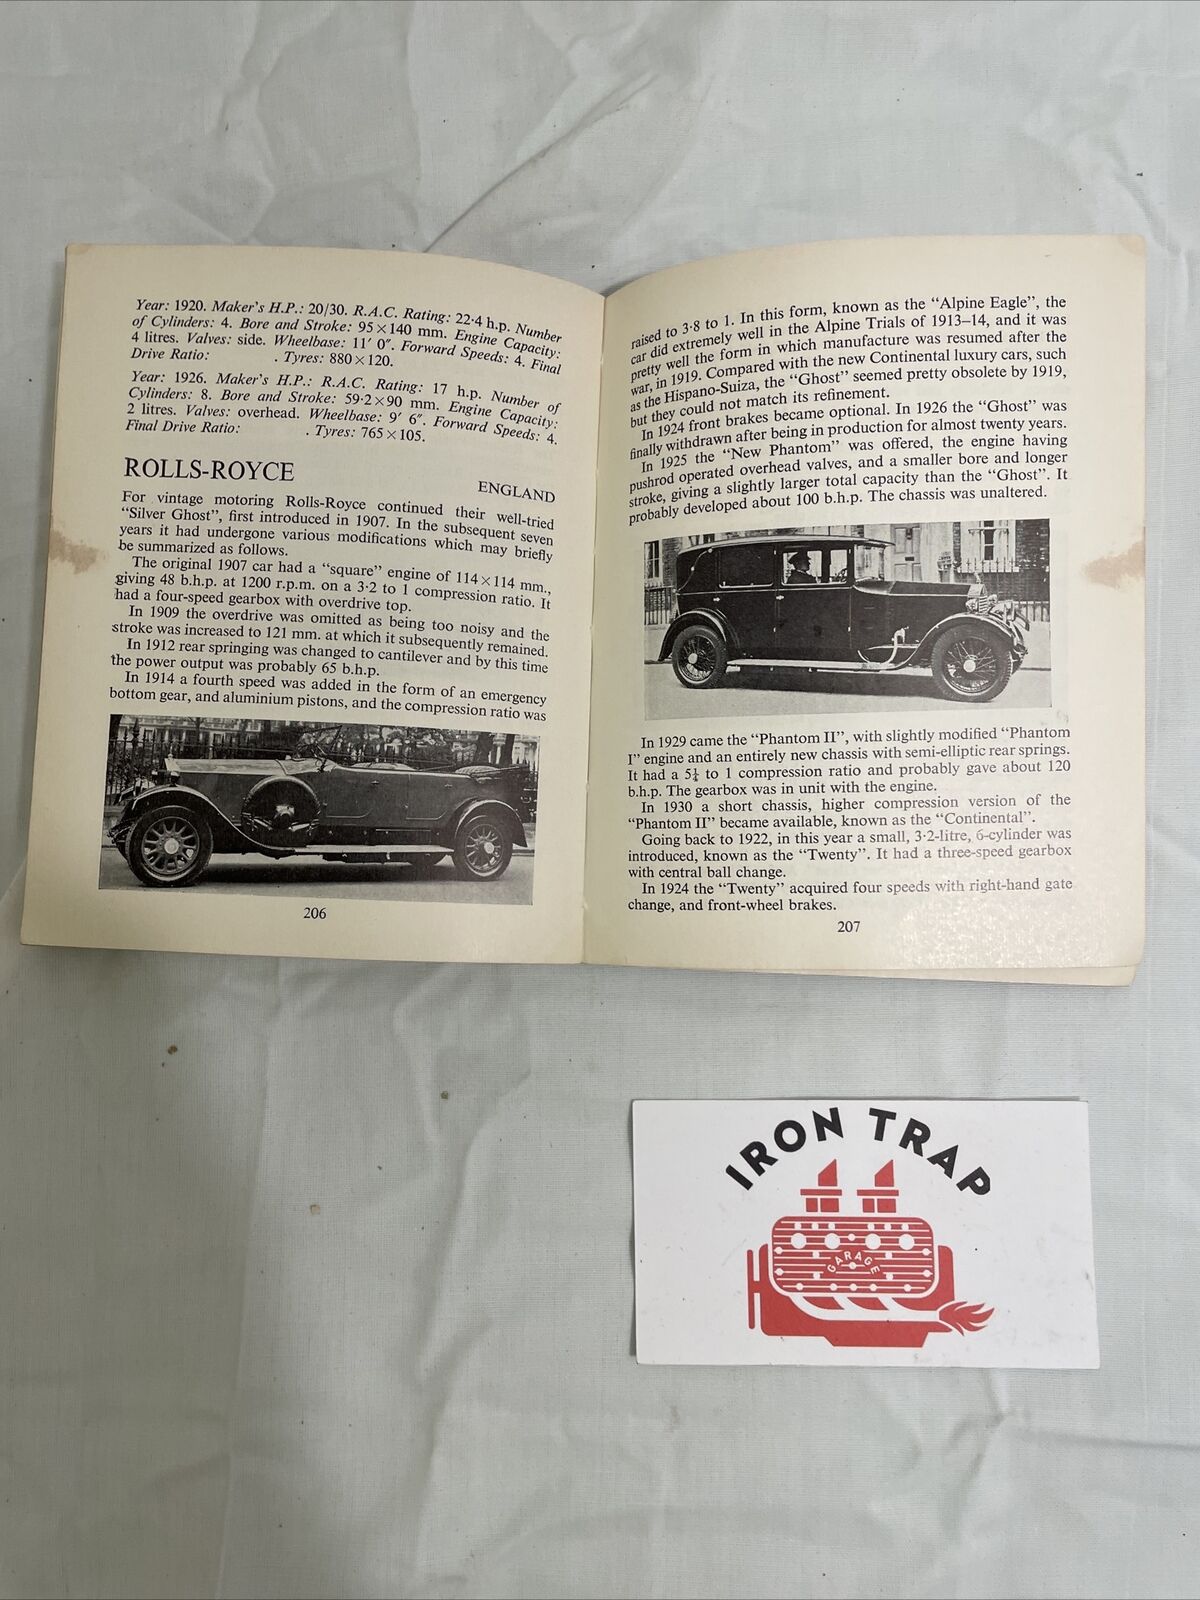 Year: 1920. Maker's H.P.: 20/30. R.A.C. Rating: 22·4 h.p. Number
of Cylinders: 4. Bore and Stroke: 95×140 mm. Engine Capacity:
4 litres. Valves: side. Wheelbase: 11′ 0″. Forward Speeds: 4. Final
Drive Ratio: . Tyres: 880×120.
Year: 1926. Maker's H.P.: R.A.C. Rating: 17 h.p. Number of
Cylinders: 8. Bore and Stroke: 59·2×90 mm. Engine Capacity:
2 litres. Valves: overhead. Wheelbase: 9′ 6″. Forward Speeds: 4.
Final Drive Ratio: . Tyres: 765×105.
ROLLS-ROYCE
ENGLAND
For vintage motoring Rolls-Royce continued their well-tried
"Silver Ghost", first introduced in 1907. In the subsequent seven
years it had undergone various modifications which may briefly
be summarized as follows.
The original 1907 car had a "square" engine of 114×114 mm.,
giving 48 b.h.p. at 1200 r.p.m. on a 3·2 to 1 compression ratio. It
had a four-speed gearbox with overdrive top.
In 1909 the overdrive was omitted as being too noisy and the
stroke was increased to 121 mm. at which it subsequently remained.
In 1912 rear springing was changed to cantilever and by this time
the power output was probably 65 b.h.p.
In 1914 a fourth speed was added in the form of an emergency
bottom gear, and aluminium pistons, and the compression ratio was
206
raised to 3·8 to 1. In this form, known as the "Alpine Eagle", the
car did extremely well in the Alpine Trials of 1913–14, and it was
pretty well the form in which manufacture was resumed after the
war, in 1919. Compared with the new Continental luxury cars, such
as the Hispano-Suiza, the "Ghost" seemed pretty obsolete by 1919,
but they could not match its refinement.
In 1924 front brakes became optional. In 1926 the "Ghost" was
finally withdrawn after being in production for almost twenty years.
In 1925 the "New Phantom" was offered, the engine having
pushrod operated overhead valves, and a smaller bore and longer
stroke, giving a slightly larger total capacity than the "Ghost". It
probably developed about 100 b.h.p. The chassis was unaltered.
In 1929 came the "Phantom II", with slightly modified "Phantom
I" engine and an entirely new chassis with semi-elliptic rear springs.
It had a 5¼ to 1 compression ratio and probably gave about 120
b.h.p. The gearbox was in unit with the engine.
In 1930 a short chassis, higher compression version of the
"Phantom II" became available, known as the "Continental".
Going back to 1922, in this year a small, 3·2-litre, 6-cylinder was
introduced, known as the "Twenty". It had a three-speed gearbox
with central ball change.
In 1924 the "Twenty" acquired four speeds with right-hand gate
change, and front-wheel brakes.
207
IRON TRAP
GARAGE